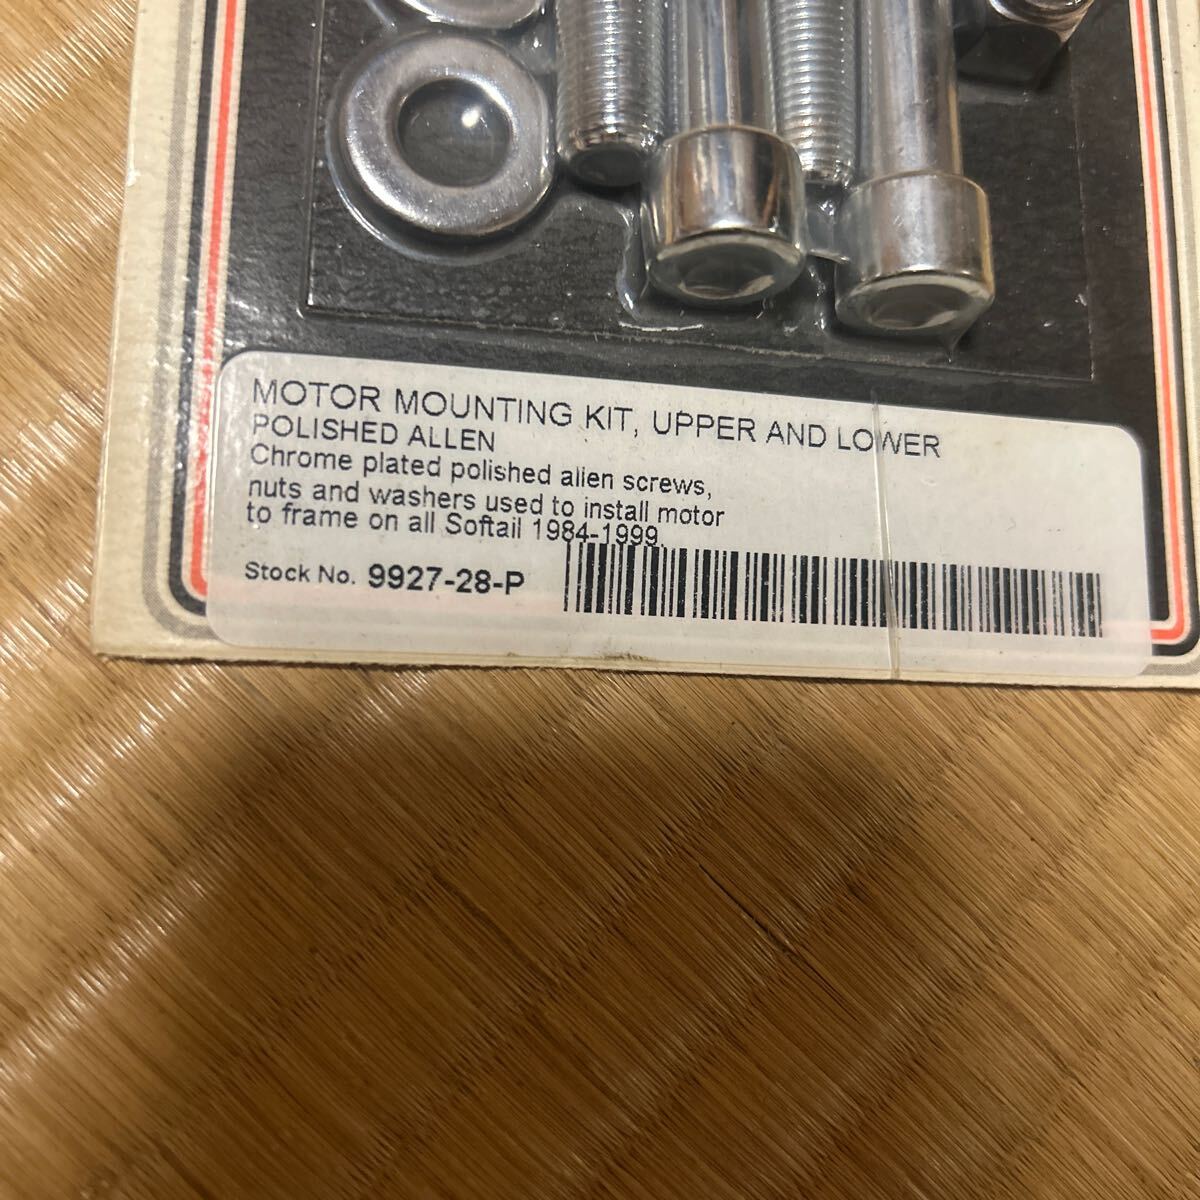 MOTOR MOUNTING KIT, UPPER AND LOWER
POLISHED ALLEN
Chrome plated polished allen screws,
nuts and washers used to install motor
to frame on all Softail 1984-1999.
Stock No. 9927-28-P